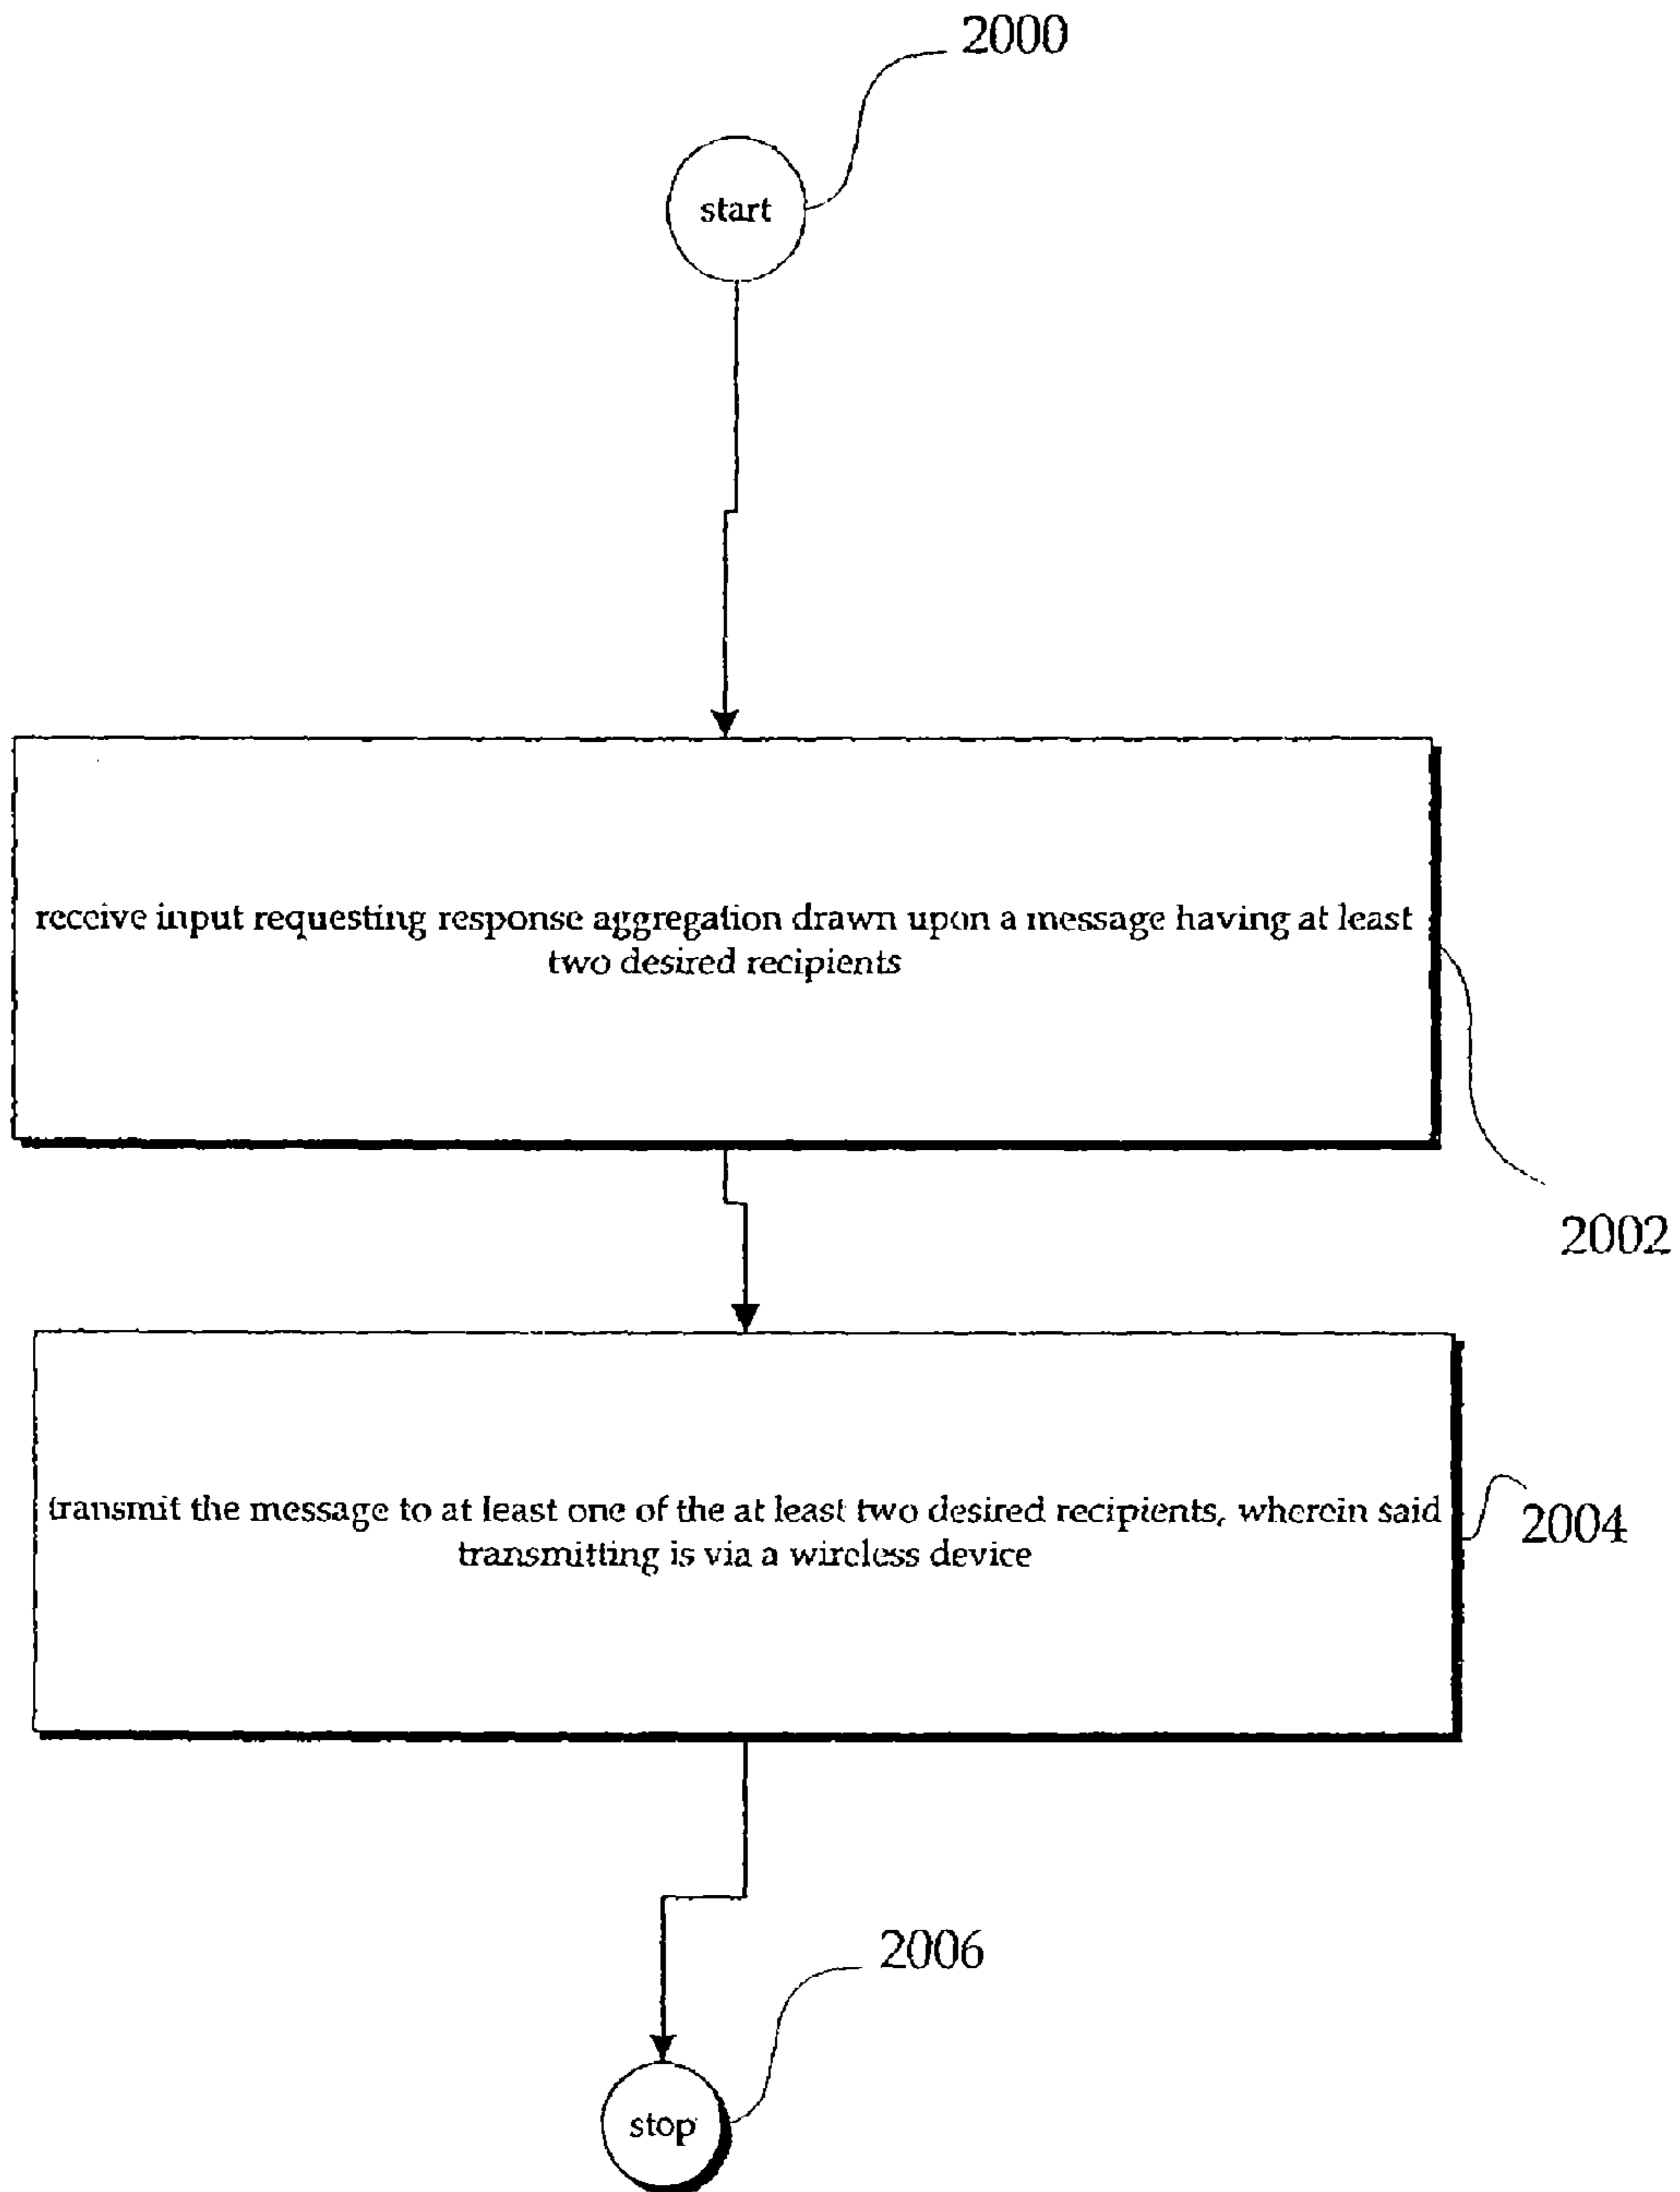 2000
start
receive input requesting response aggregation drawn upon a message having at least
two desired recipients
2002
transmit the message to at least one of the at least two desired recipients, wherein said
transmitting is via a wireless device
2004
2006
stop